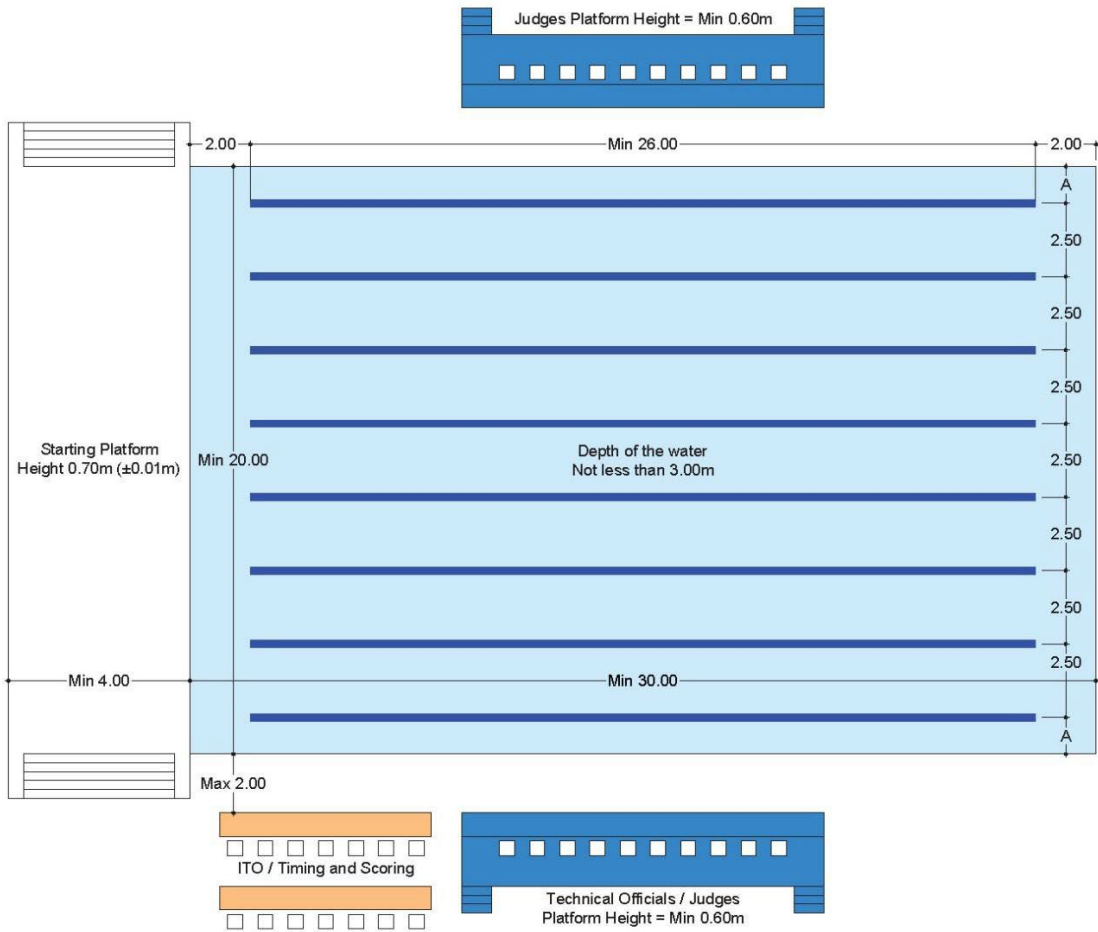 Judges Platform Height = Min 0.60m
2.00
Min 26.00
2.00
A
2.50
2.50
2.50
Starting Platform
Height 0.70m (±0.01m)
Min 20.00
Depth of the water
Not less than 3.00m
2.50
2.50
2.50
2.50
Min 4.00
Min 30.00
A
Max 2.00
ITO / Timing and Scoring
Technical Officials / Judges
Platform Height = Min 0.60m